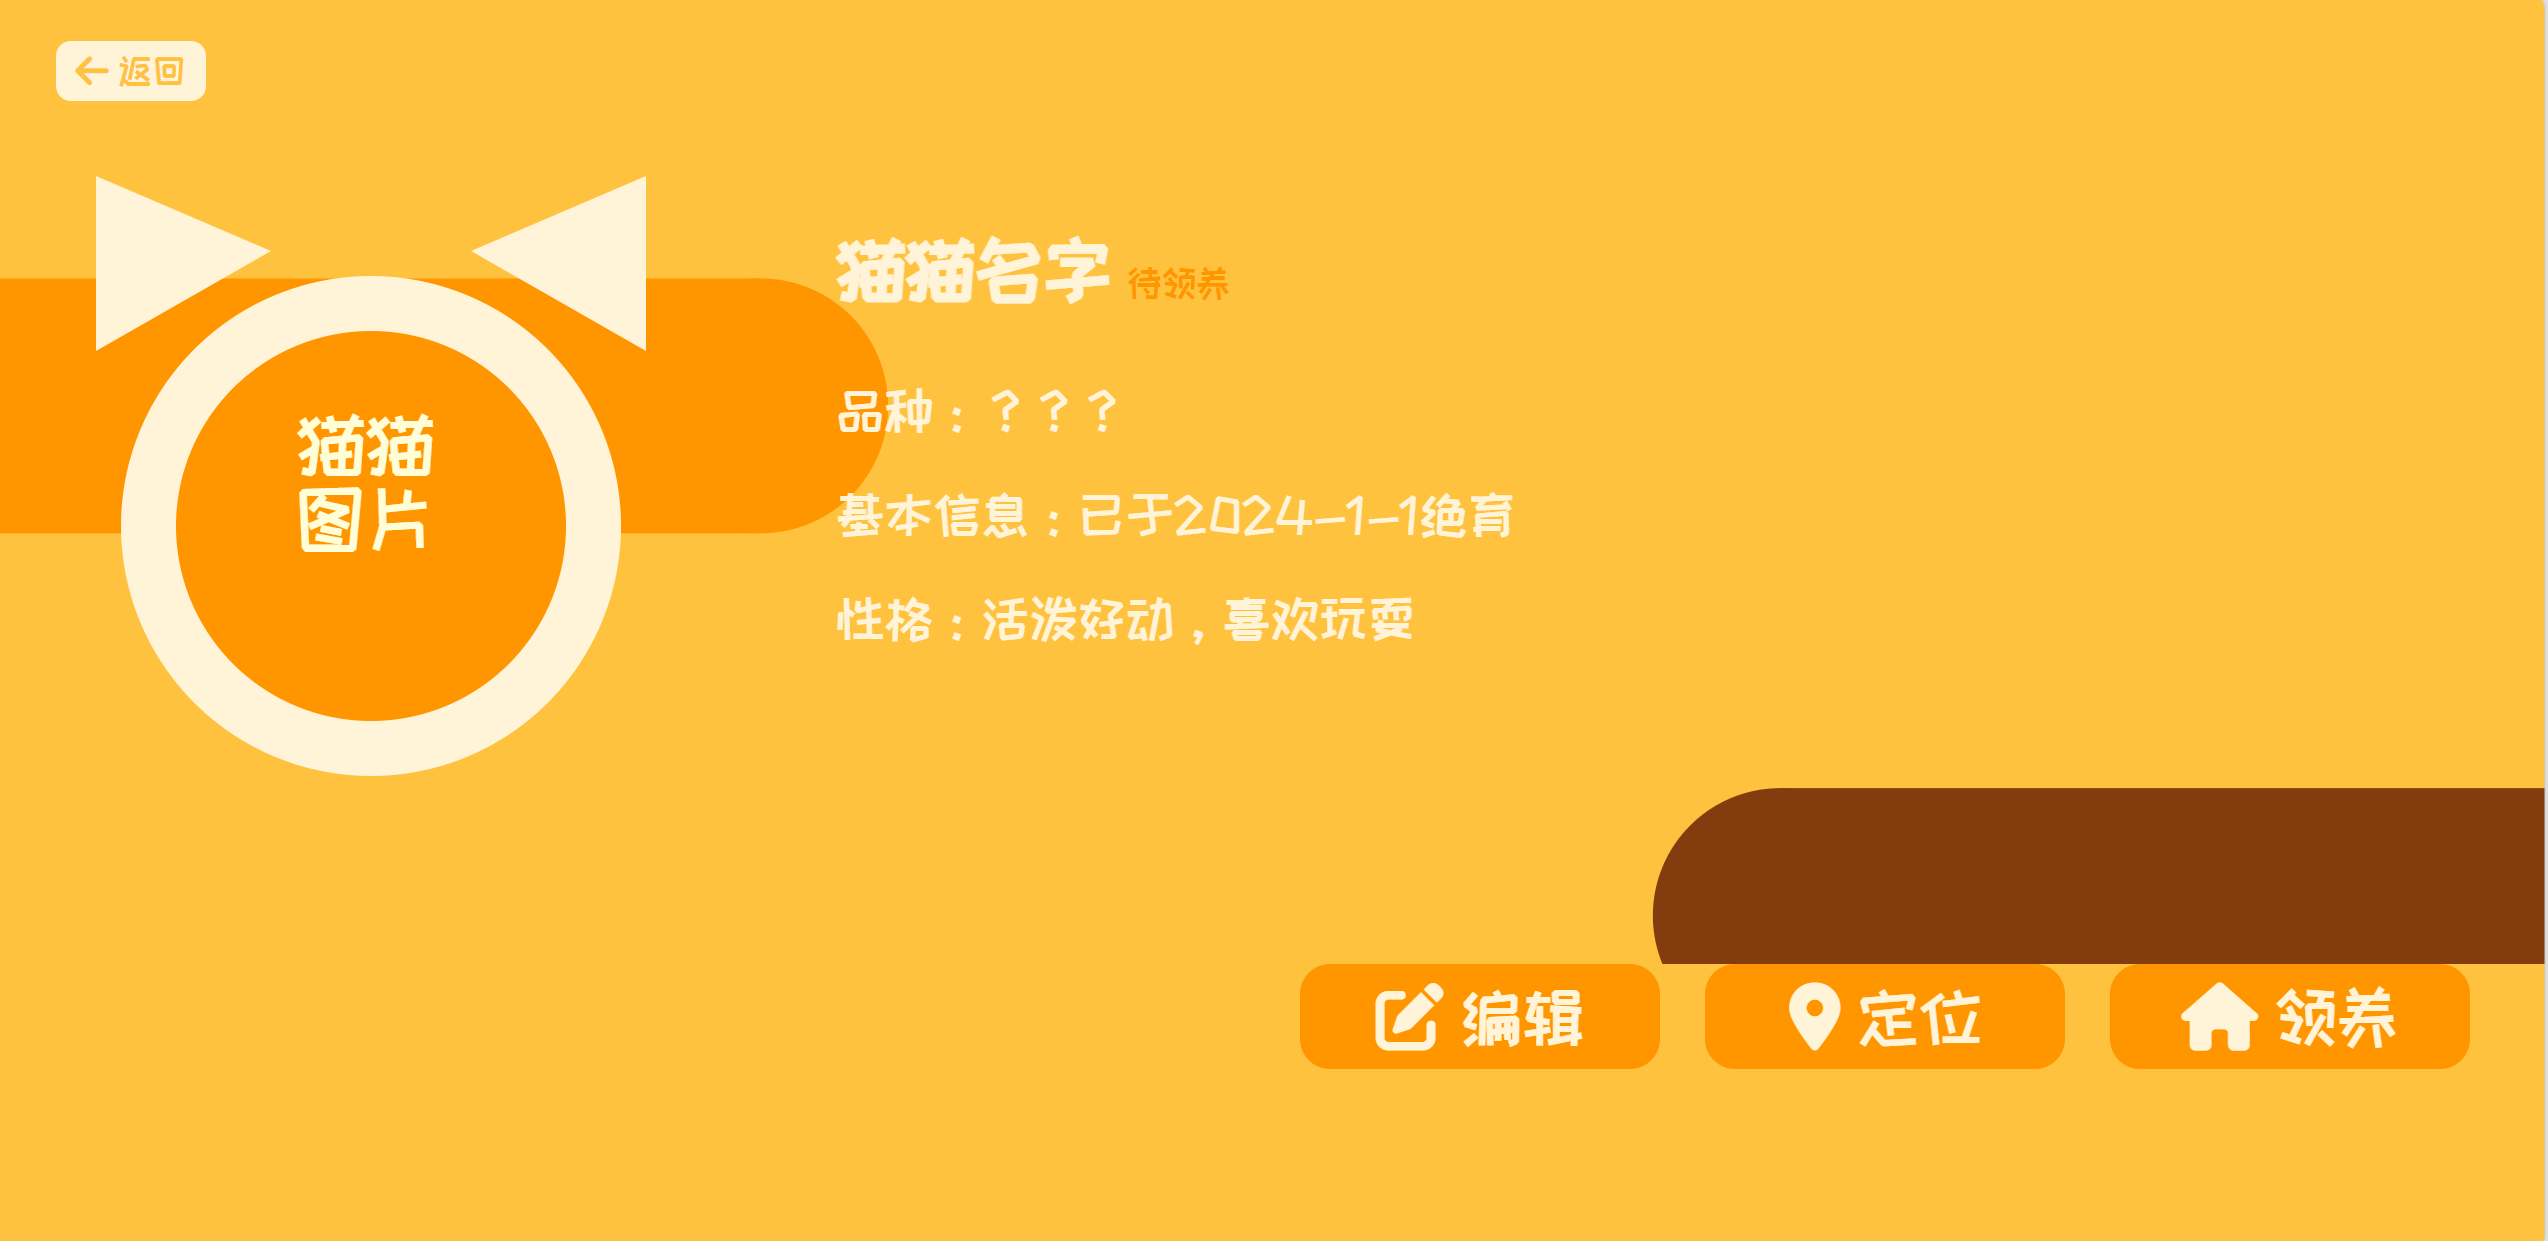 返回
猫猫名字 待领养
猫猫
图片
品种：？？？
基本信息：已于2024-1-1绝育
性格：活泼好动，喜欢玩耍
编辑
定位
领养